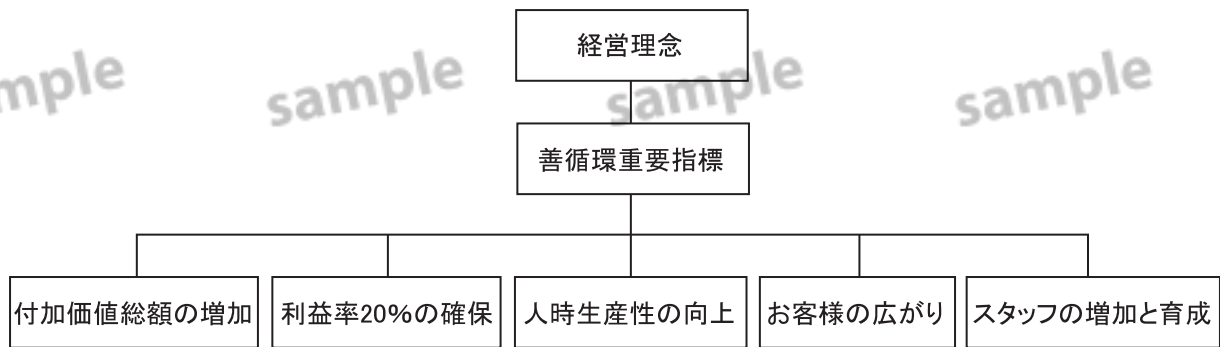 経営理念
mple sample sample sample
善循環重要指標
付加価値総額の増加 利益率20%の確保 人時生産性の向上 お客様の広がり スタッフの増加と育成